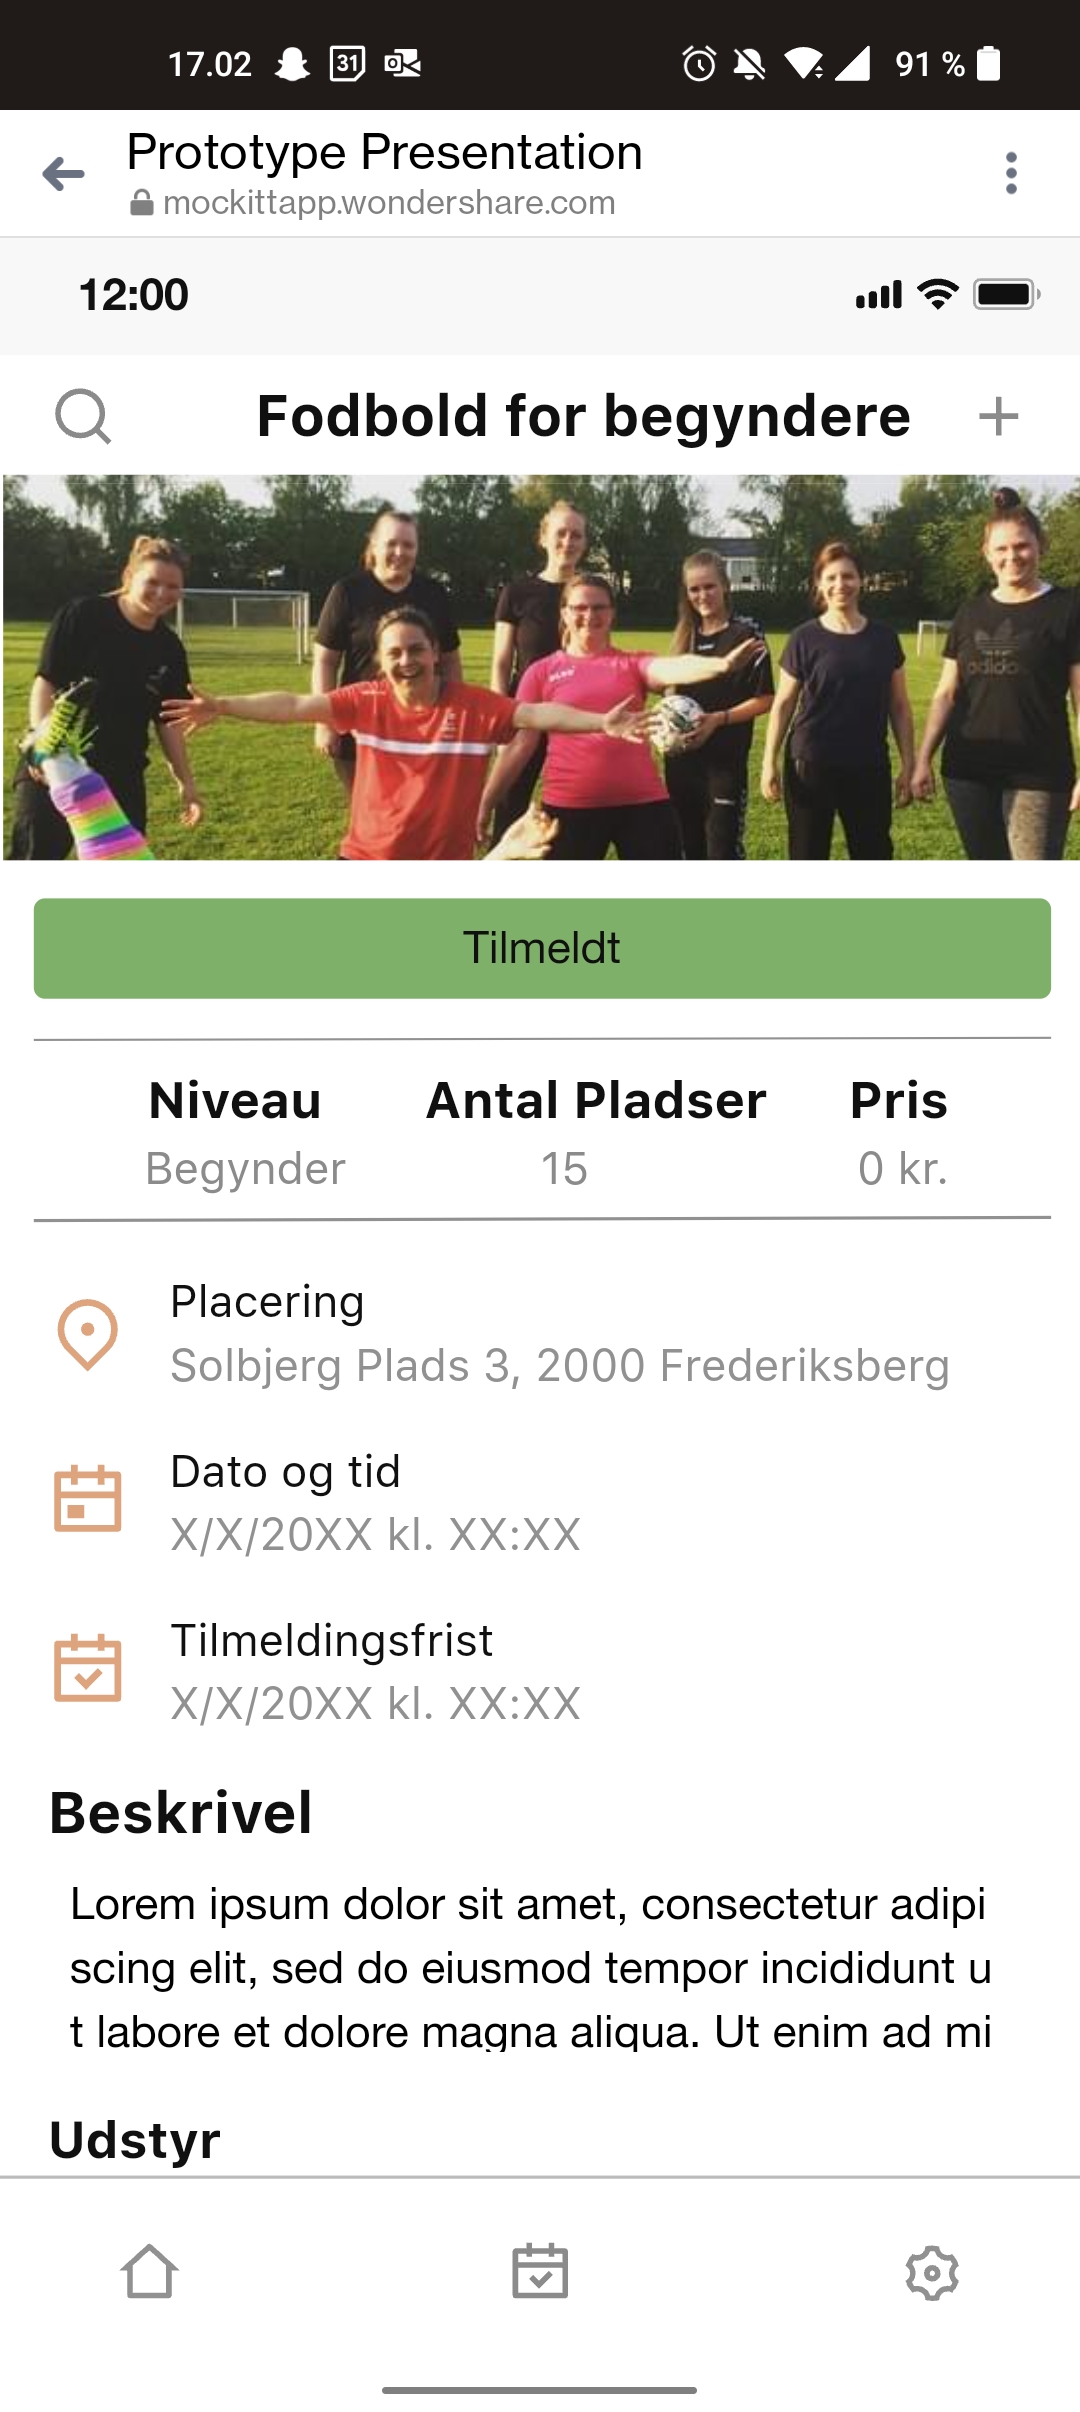 17.02 31 91 %
Prototype Presentation
mockittapp.wondershare.com
12:00
Fodbold for begyndere
adidas
Tilmeldt
Niveau Antal Pladser Pris
Begynder 15 0 kr.
Placering
Solbjerg Plads 3, 2000 Frederiksberg
Dato og tid
X/X/20XX kl. XX:XX
Tilmeldingsfrist
X/X/20XX kl. XX:XX
Beskrivel
Lorem ipsum dolor sit amet, consectetur adipi
scing elit, sed do eiusmod tempor incididunt u
t labore et dolore magna aliqua. Ut enim ad mi
Udstyr